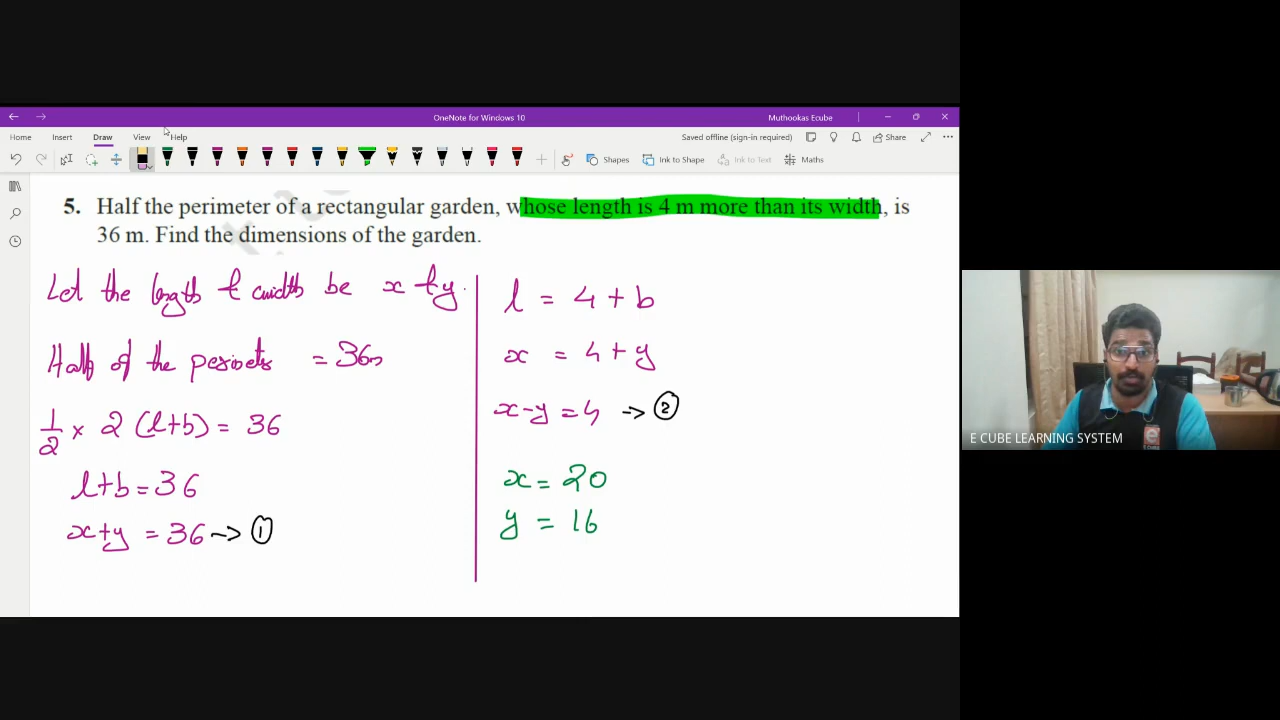 OneNote for Windows 10
Muthookas Ecube
Home Insert Draw View Help
Saved offline (sign-in required) Share
Shapes Ink to Shape Ink to Text Maths
5. Half the perimeter of a rectangular garden, whose length is 4 m more than its width, is
36 m. Find the dimensions of the garden.
Let the length & width be x & y.
Half of the perimeter = 36m
1/2 × 2 (l+b) = 36
l+b = 36
x+y = 36 -> ①
l = 4 + b
x = 4 + y
x-y = 4 -> ②
x = 20
y = 16
E CUBE LEARNING SYSTEM